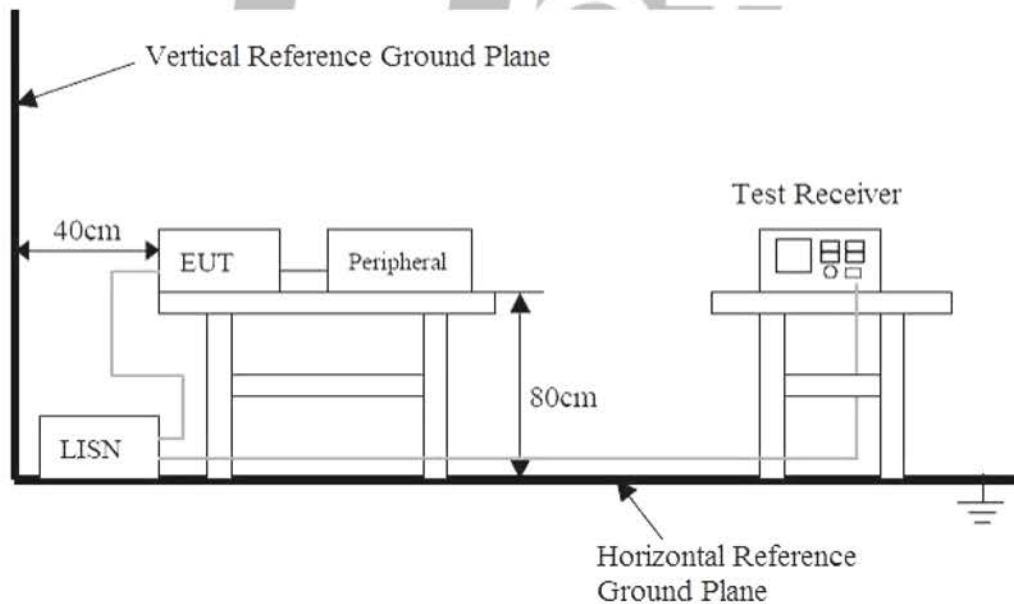 Vertical Reference Ground Plane
Test Receiver
40cm
EUT
Peripheral
80cm
LISN
Horizontal Reference
Ground Plane